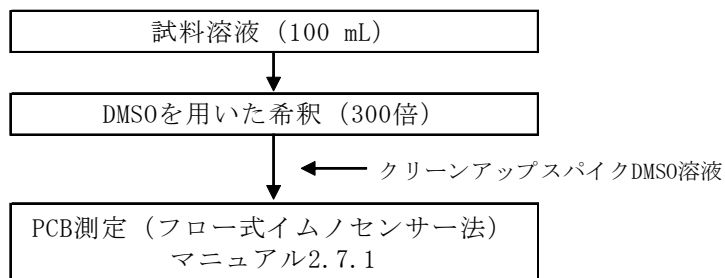 試料溶液 (100 mL)
DMSOを用いた希釈 (300倍)
クリーンアップスパイクDMSO溶液
PCB測定 (フロー式イムノセンサー法)
マニュアル2.7.1